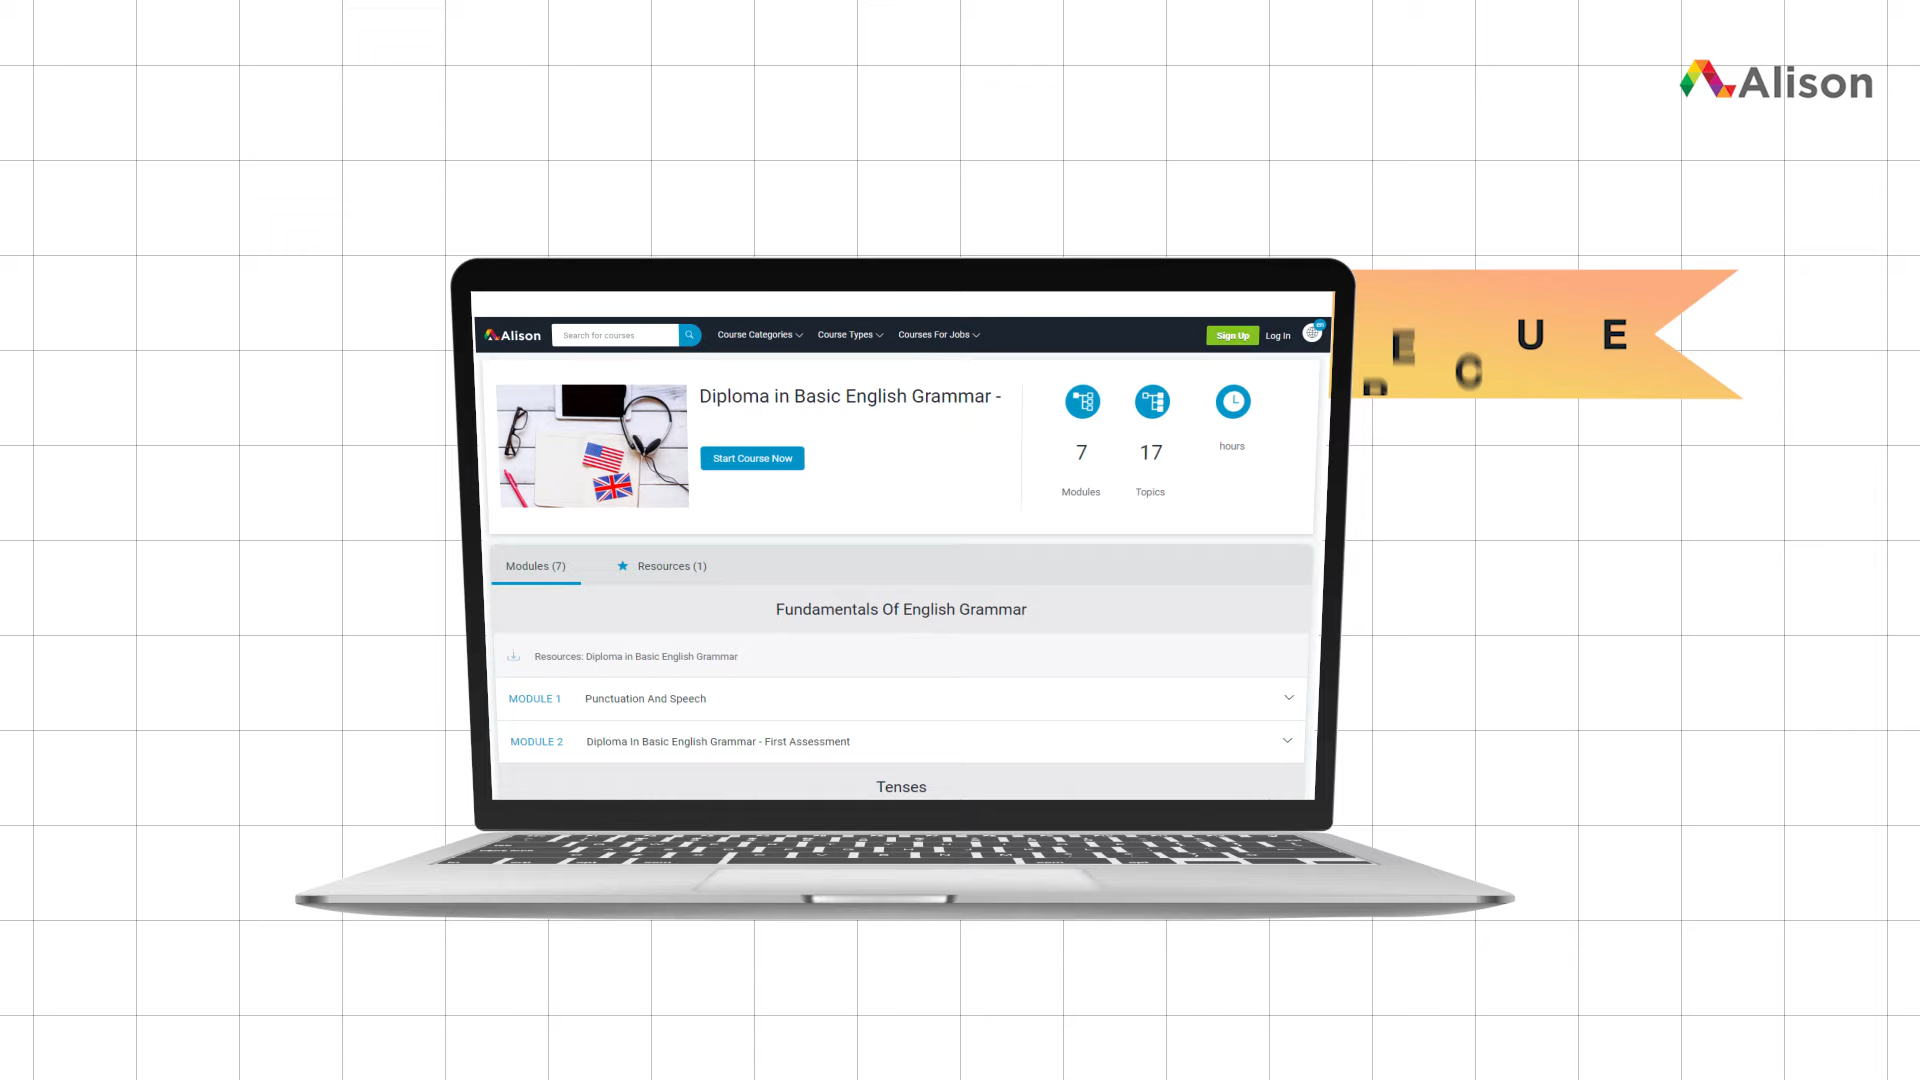 Alison
Alison
Search for courses
Course Categories
Course Types
Courses For Jobs
Sign Up
Log In
en
Diploma in Basic English Grammar -
Start Course Now
7
17
hours
Modules
Topics
Modules (7)
Resources (1)
Fundamentals Of English Grammar
Resources: Diploma in Basic English Grammar
MODULE 1 Punctuation And Speech
MODULE 2 Diploma In Basic English Grammar - First Assessment
Tenses